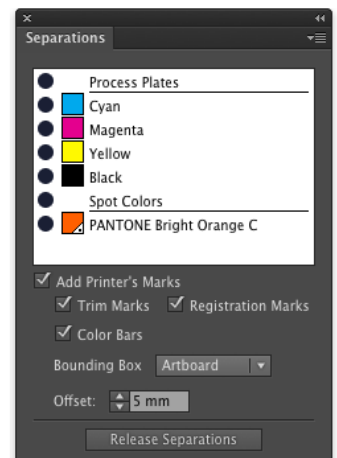 Separations
Process Plates
Cyan
Magenta
Yellow
Black
Spot Colors
PANTONE Bright Orange C
Add Printer's Marks
Trim Marks Registration Marks
Color Bars
Bounding Box Artboard
Offset: 5 mm
Release Separations